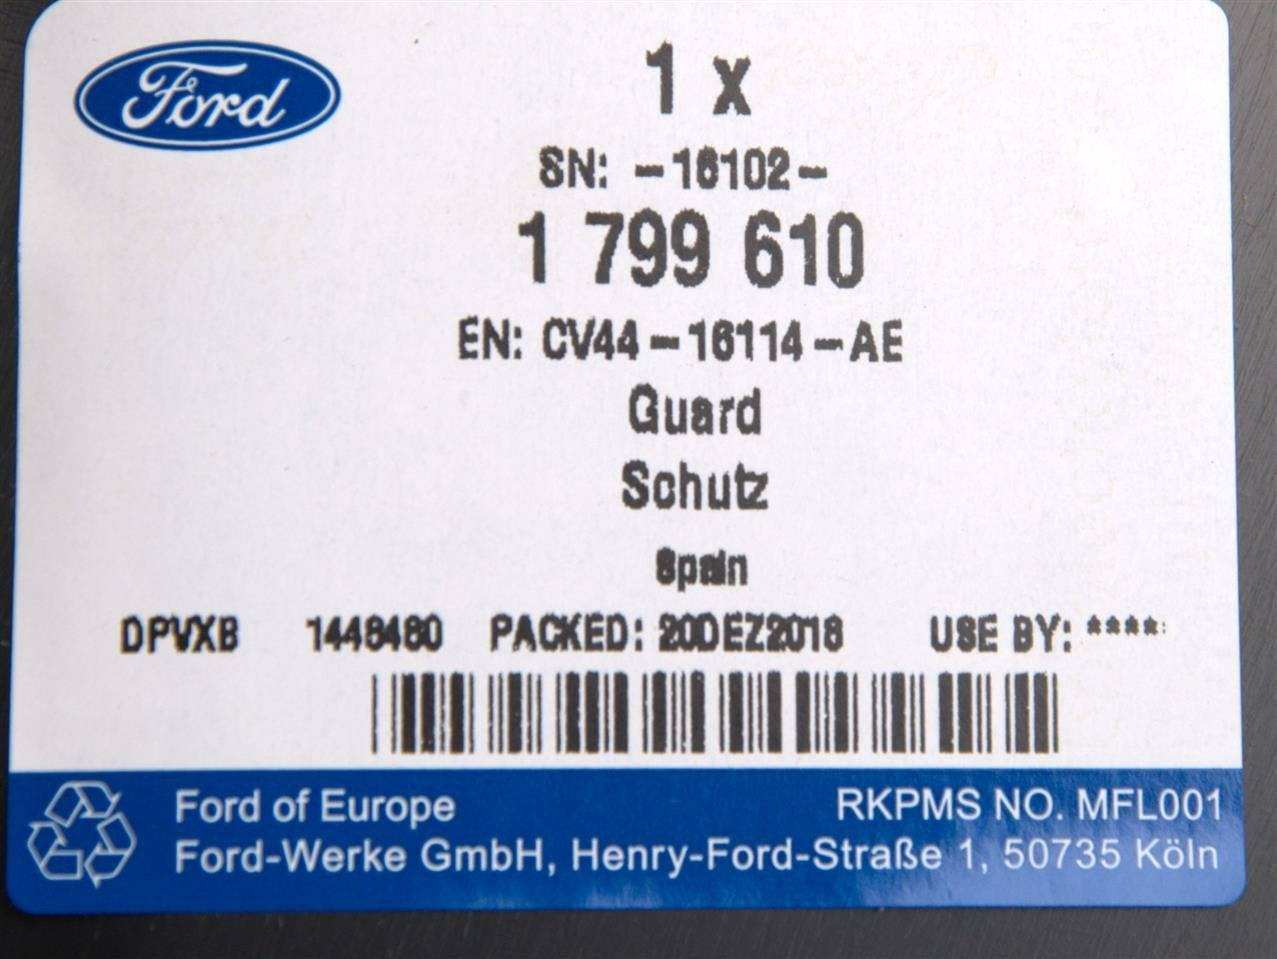 Ford
1 x
SN: -16102-
1 799 610
EN: CV44-16114-AE
Guard
Schutz
Spain
DPVXB 1448480 PACKED: 20DEZ2018 USE BY: ****
Ford of Europe RKPMS NO. MFL001
Ford-Werke GmbH, Henry-Ford-Straße 1, 50735 Köln